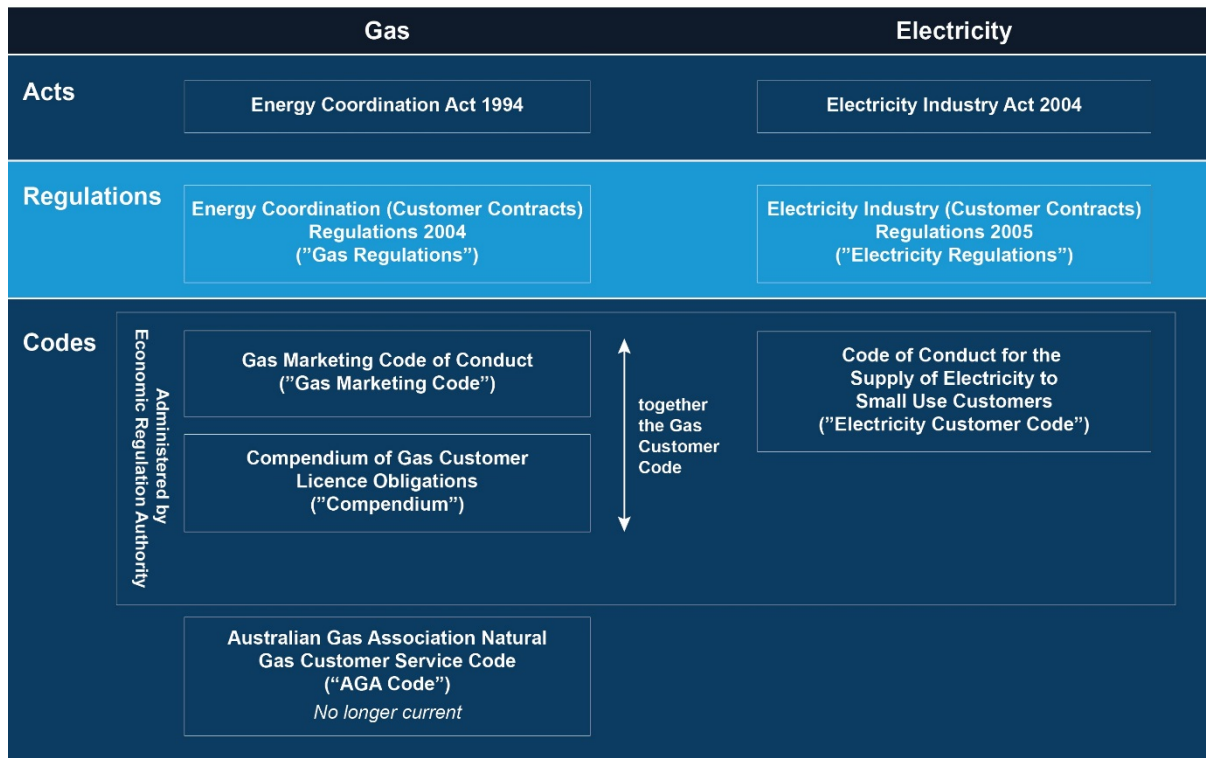 Gas
Electricity
Acts
Energy Coordination Act 1994
Electricity Industry Act 2004
Regulations
Energy Coordination (Customer Contracts)
Regulations 2004
(”Gas Regulations”)
Electricity Industry (Customer Contracts)
Regulations 2005
(”Electricity Regulations”)
Codes
Administered by
Economic Regulation Authority
Gas Marketing Code of Conduct
(”Gas Marketing Code”)
Compendium of Gas Customer
Licence Obligations
(”Compendium”)
together
the Gas
Customer
Code
Code of Conduct for the
Supply of Electricity to
Small Use Customers
(”Electricity Customer Code”)
Australian Gas Association Natural
Gas Customer Service Code
(”AGA Code”)
No longer current